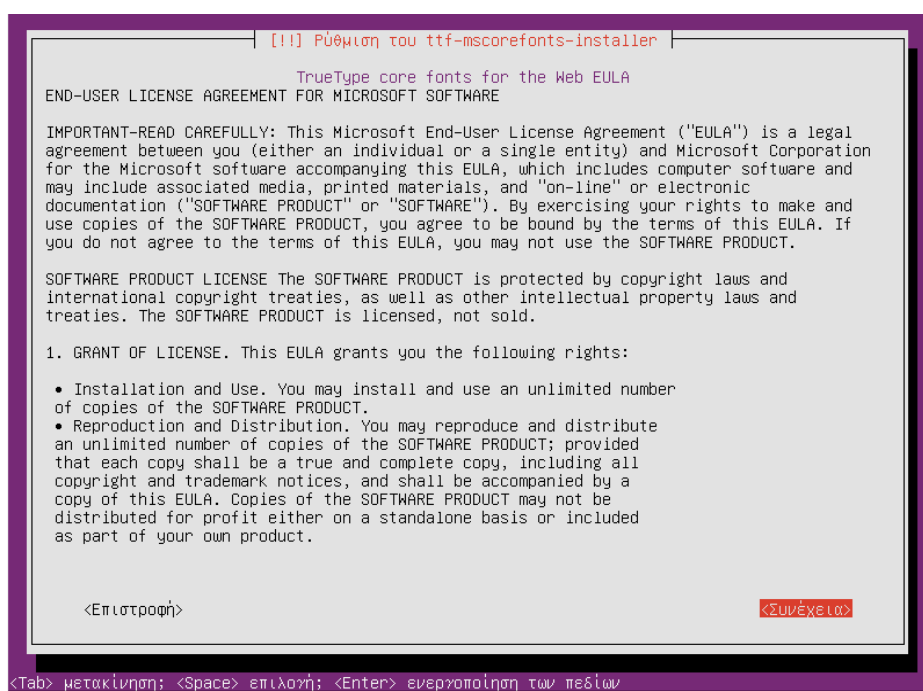 [!!] Ρύθμιση του ttf-mscorefonts-installer
TrueType core fonts for the Web EULA
END-USER LICENSE AGREEMENT FOR MICROSOFT SOFTWARE
IMPORTANT-READ CAREFULLY: This Microsoft End-User License Agreement ("EULA") is a legal
agreement between you (either an individual or a single entity) and Microsoft Corporation
for the Microsoft software accompanying this EULA, which includes computer software and
may include associated media, printed materials, and "on-line" or electronic
documentation ("SOFTWARE PRODUCT" or "SOFTWARE"). By exercising your rights to make and
use copies of the SOFTWARE PRODUCT, you agree to be bound by the terms of this EULA. If
you do not agree to the terms of this EULA, you may not use the SOFTWARE PRODUCT.
SOFTWARE PRODUCT LICENSE The SOFTWARE PRODUCT is protected by copyright laws and
international copyright treaties, as well as other intellectual property laws and
treaties. The SOFTWARE PRODUCT is licensed, not sold.
1. GRANT OF LICENSE. This EULA grants you the following rights:
• Installation and Use. You may install and use an unlimited number
of copies of the SOFTWARE PRODUCT.
• Reproduction and Distribution. You may reproduce and distribute
an unlimited number of copies of the SOFTWARE PRODUCT; provided
that each copy shall be a true and complete copy, including all
copyright and trademark notices, and shall be accompanied by a
copy of this EULA. Copies of the SOFTWARE PRODUCT may not be
distributed for profit either on a standalone basis or included
as part of your own product.
<Επιστροφή> <Συνέχεια>
<Tab> μετακίνηση; <Space> επιλογή; <Enter> ενεργοποίηση των πεδίων